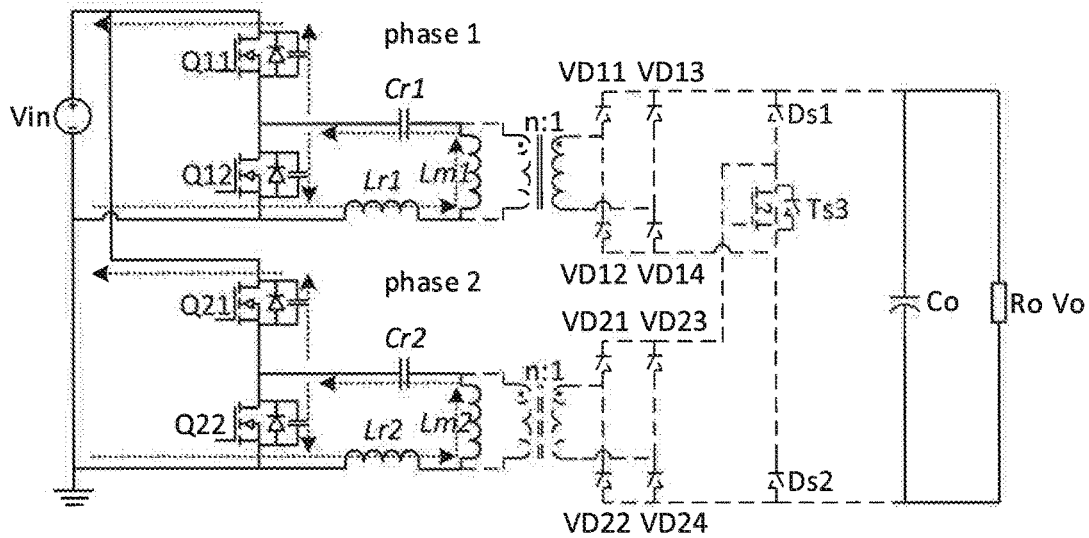 phase 1
Q11
Cr1
VD11 VD13
Ds1
Vin
n:1
Q12
Lr1
Lm1
Ts3
VD12 VD14
phase 2
Q21
Cr2
VD21 VD23
Co
Ro Vo
n:1
Q22
Lr2
Lm2
Ds2
VD22 VD24